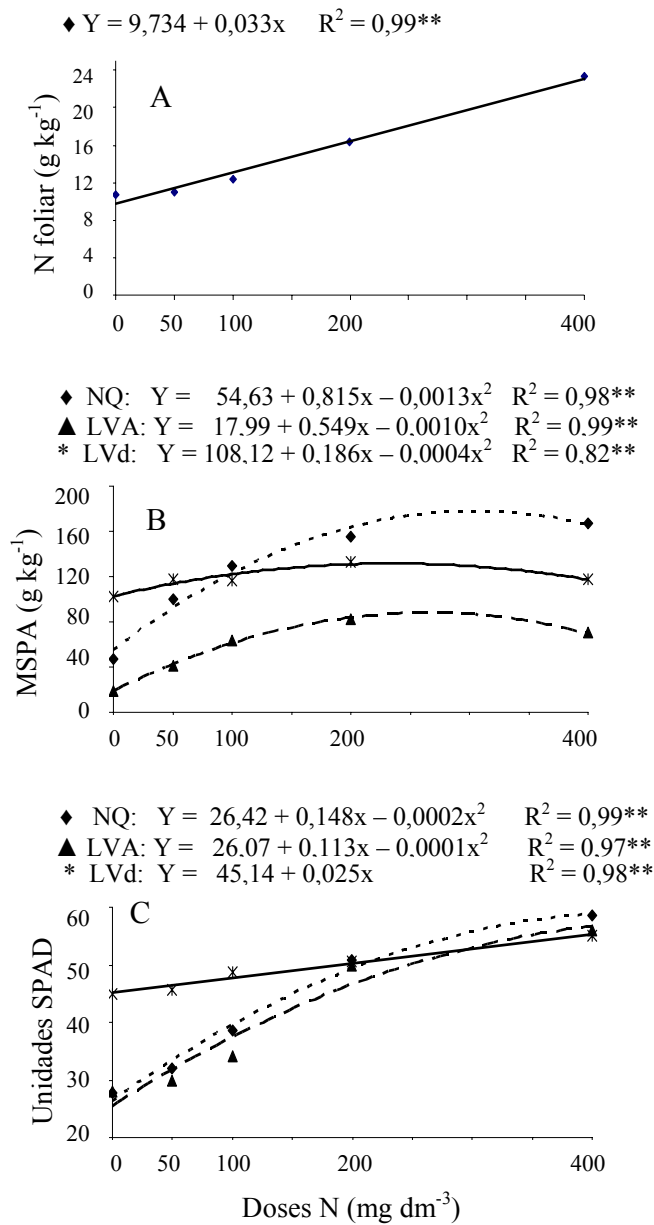 ♦ Y = 9,734 + 0,033x R² = 0,99**
A
N foliar (g kg⁻¹)
24
20
16
12
8
4
0
0 50 100 200 400
♦ NQ: Y = 54,63 + 0,815x – 0,0013x² R² = 0,98**
▲ LVA: Y = 17,99 + 0,549x – 0,0010x² R² = 0,99**
* LVd: Y = 108,12 + 0,186x – 0,0004x² R² = 0,82**
B
MSPA (g kg⁻¹)
200
160
120
80
40
0
0 50 100 200 400
♦ NQ: Y = 26,42 + 0,148x – 0,0002x² R² = 0,99**
▲ LVA: Y = 26,07 + 0,113x – 0,0001x² R² = 0,97**
* LVd: Y = 45,14 + 0,025x R² = 0,98**
C
Unidades SPAD
60
50
40
30
20
0 50 100 200 400
Doses N (mg dm⁻³)